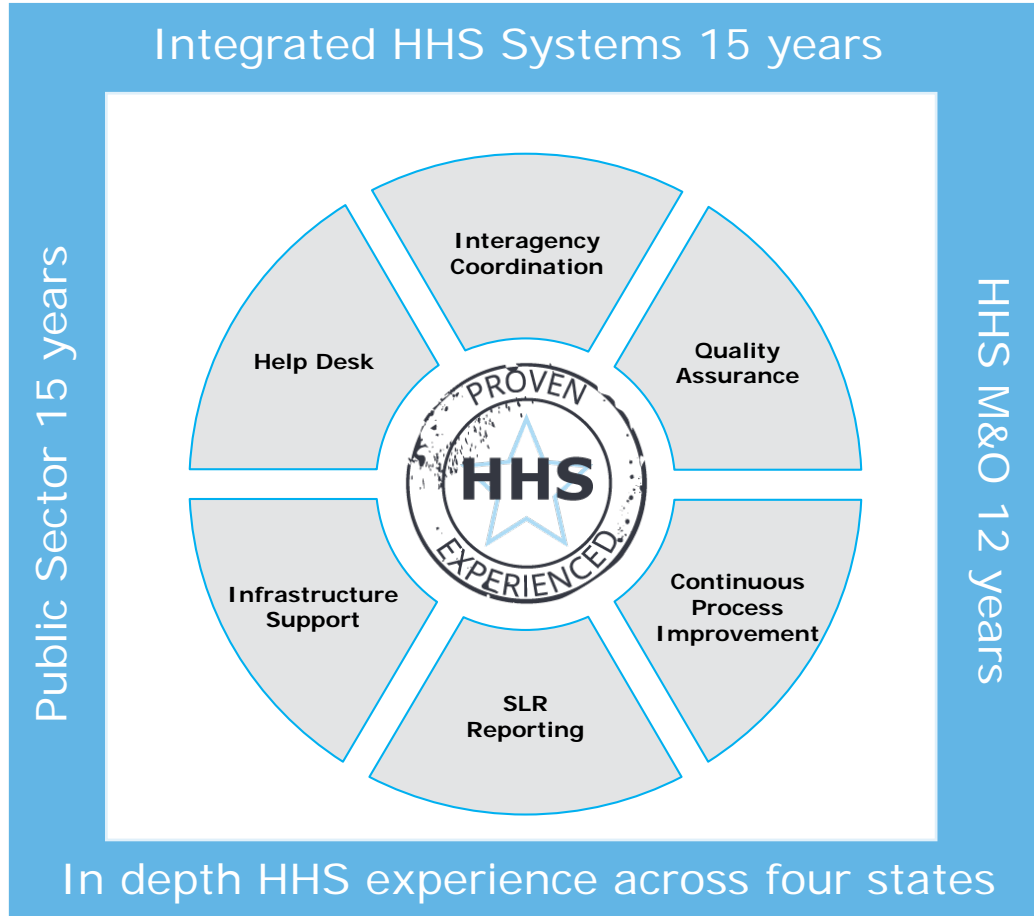 Integrated HHS Systems 15 years
Public Sector 15 years
HHS M&O 12 years
Interagency
Coordination
Help Desk
Quality
Assurance
PROVEN
HHS
EXPERIENCED
Infrastructure
Support
Continuous
Process
Improvement
SLR
Reporting
In depth HHS experience across four states